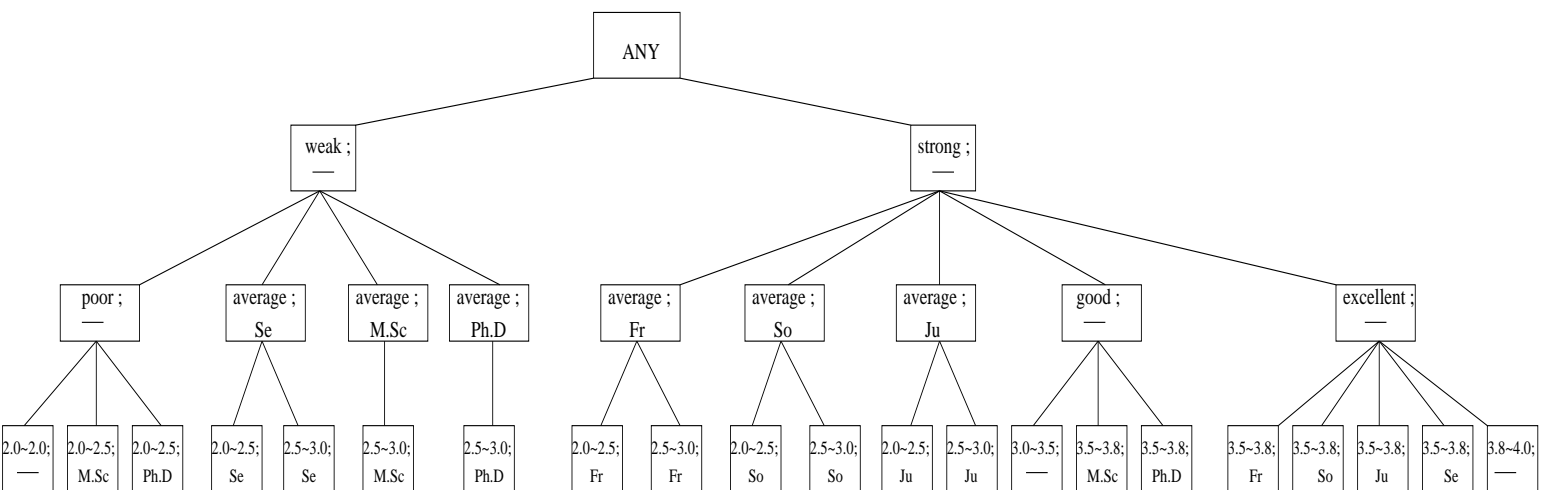 ANY
weak ;
—
strong ;
—
poor ;
—
average ;
Se
average ;
M.Sc
average ;
Ph.D
average ;
Fr
average ;
So
average ;
Ju
good ;
—
excellent ;
—
2.0~2.0;
—
2.0~2.5;
M.Sc
2.0~2.5;
Ph.D
2.0~2.5;
Se
2.5~3.0;
Se
2.5~3.0;
M.Sc
2.5~3.0;
Ph.D
2.0~2.5;
Fr
2.5~3.0;
Fr
2.0~2.5;
So
2.5~3.0;
So
2.0~2.5;
Ju
2.5~3.0;
Ju
3.0~3.5;
—
3.5~3.8;
M.Sc
3.5~3.8;
Ph.D
3.5~3.8;
Fr
3.5~3.8;
So
3.5~3.8;
Ju
3.5~3.8;
Se
3.8~4.0;
—